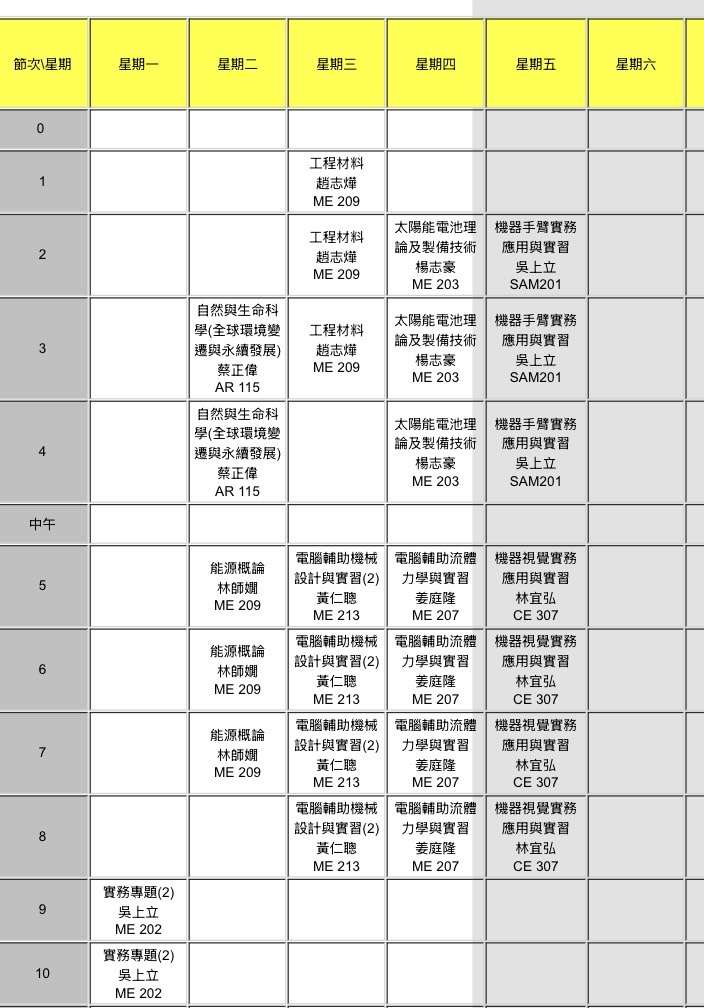 節次\星期
星期一
星期二
星期三
星期四
星期五
星期六
0
1
工程材料
趙志燁
ME 209
2
工程材料
趙志燁
ME 209
太陽能電池理
論及製備技術
楊志豪
ME 203
機器手臂實務
應用與實習
吳上立
SAM201
3
自然與生命科
學(全球環境變
遷與永續發展)
蔡正偉
AR 115
工程材料
趙志燁
ME 209
太陽能電池理
論及製備技術
楊志豪
ME 203
機器手臂實務
應用與實習
吳上立
SAM201
4
自然與生命科
學(全球環境變
遷與永續發展)
蔡正偉
AR 115
太陽能電池理
論及製備技術
楊志豪
ME 203
機器手臂實務
應用與實習
吳上立
SAM201
中午
5
能源概論
林師嫺
ME 209
電腦輔助機械
設計與實習(2)
黃仁聰
ME 213
電腦輔助流體
力學與實習
姜庭隆
ME 207
機器視覺實務
應用與實習
林宜弘
CE 307
6
能源概論
林師嫺
ME 209
電腦輔助機械
設計與實習(2)
黃仁聰
ME 213
電腦輔助流體
力學與實習
姜庭隆
ME 207
機器視覺實務
應用與實習
林宜弘
CE 307
7
能源概論
林師嫺
ME 209
電腦輔助機械
設計與實習(2)
黃仁聰
ME 213
電腦輔助流體
力學與實習
姜庭隆
ME 207
機器視覺實務
應用與實習
林宜弘
CE 307
8
電腦輔助機械
設計與實習(2)
黃仁聰
ME 213
電腦輔助流體
力學與實習
姜庭隆
ME 207
機器視覺實務
應用與實習
林宜弘
CE 307
9
實務專題(2)
吳上立
ME 202
10
實務專題(2)
吳上立
ME 202